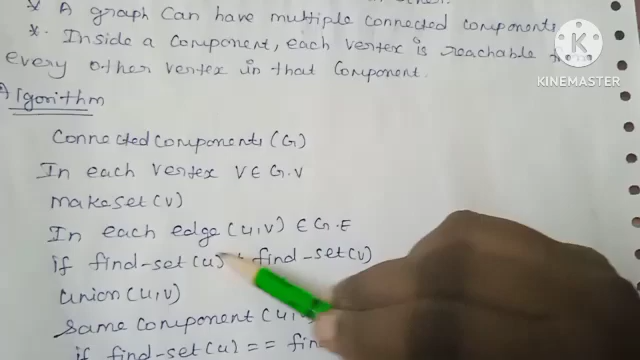 * A graph can have multiple connected components
* Inside a component, each vertex is reachable
every other vertex in that component.
Algorithm
Connected components (G)
In each vertex V ∈ G.V
Makeset (V)
In each edge (u,v) ∈ G.E
if find-set(u) find-set(v)
Union (u,v)
Same component (u,
if find-set(u) ==
KINEMASTER